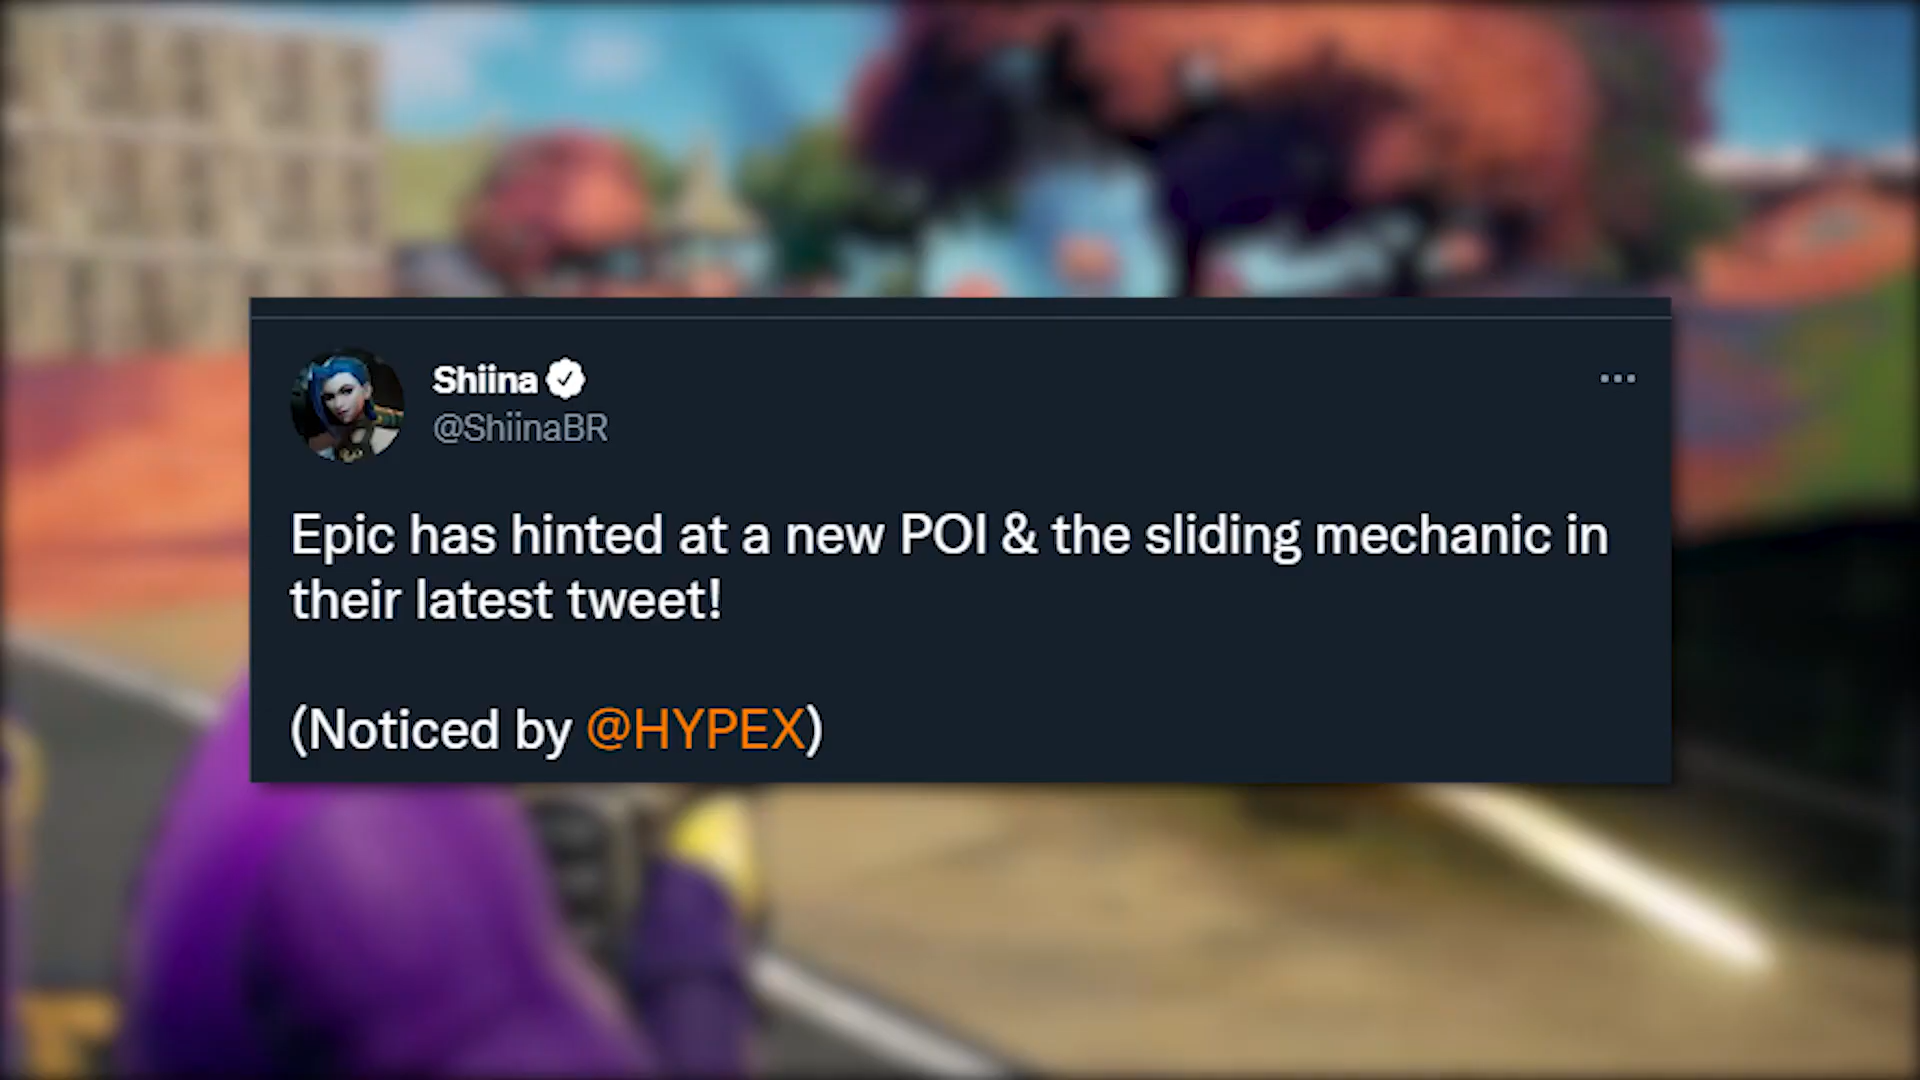 Shiina
@ShiinaBR
Epic has hinted at a new POI & the sliding mechanic in
their latest tweet!
(Noticed by @HYPEX)